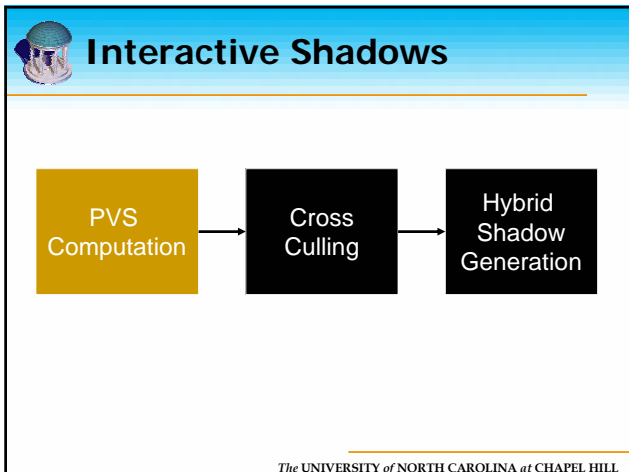 Interactive Shadows
PVS
Computation
Cross
Culling
Hybrid
Shadow
Generation
The UNIVERSITY of NORTH CAROLINA at CHAPEL HILL